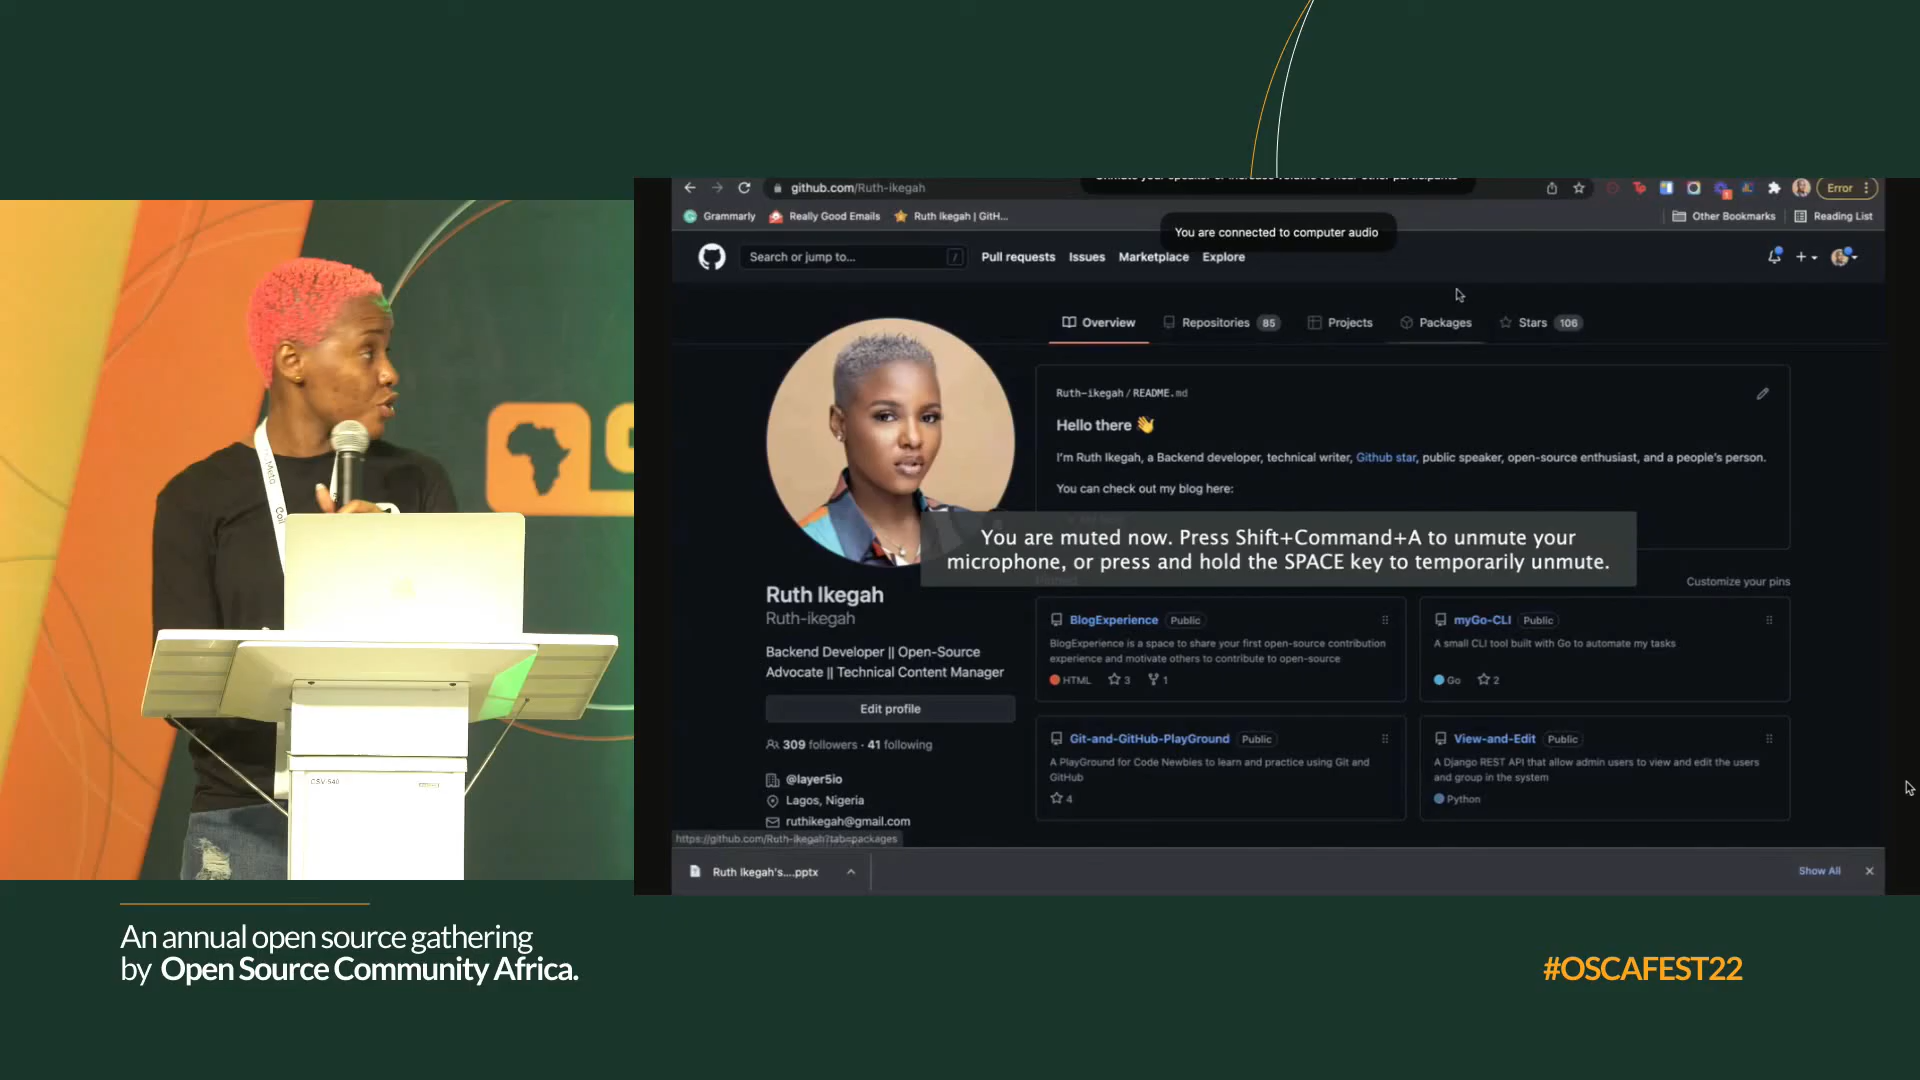 github.com/Ruth-ikegah
Error
Grammarly
Really Good Emails
Ruth Ikegah | GitH...
Other Bookmarks
Reading List
You are connected to computer audio
Search or jump to...
/
Pull requests
Issues
Marketplace
Explore
Overview
Repositories 85
Projects
Packages
Stars 106
Ruth-ikegah / README.md
Hello there 👋
I'm Ruth Ikegah, a Backend developer, technical writer, Github star, public speaker, open-source enthusiast, and a people's person.
You can check out my blog here:
You are muted now. Press Shift+Command+A to unmute your
microphone, or press and hold the SPACE key to temporarily unmute.
Customize your pins
Ruth Ikegah
Ruth-ikegah
Backend Developer || Open-Source
Advocate || Technical Content Manager
Edit profile
309 followers · 41 following
@layer5io
Lagos, Nigeria
ruthikegah@gmail.com
BlogExperience Public
BlogExperience is a space to share your first open-source contribution
experience and motivate others to contribute to open-source
HTML 3 1
myGo-CLI Public
A small CLI tool built with Go to automate my tasks
Go 2
Git-and-GitHub-PlayGround Public
A PlayGround for Code Newbies to learn and practice using Git and
GitHub
4
View-and-Edit Public
A Django REST API that allow admin users to view and edit the users
and group in the system
Python
https://github.com/Ruth-ikegah?tab=packages
Ruth Ikegah's....pptx
Show All
Meta
Coil
CSV-540
An annual open source gathering
by Open Source Community Africa.
#OSCAFEST22